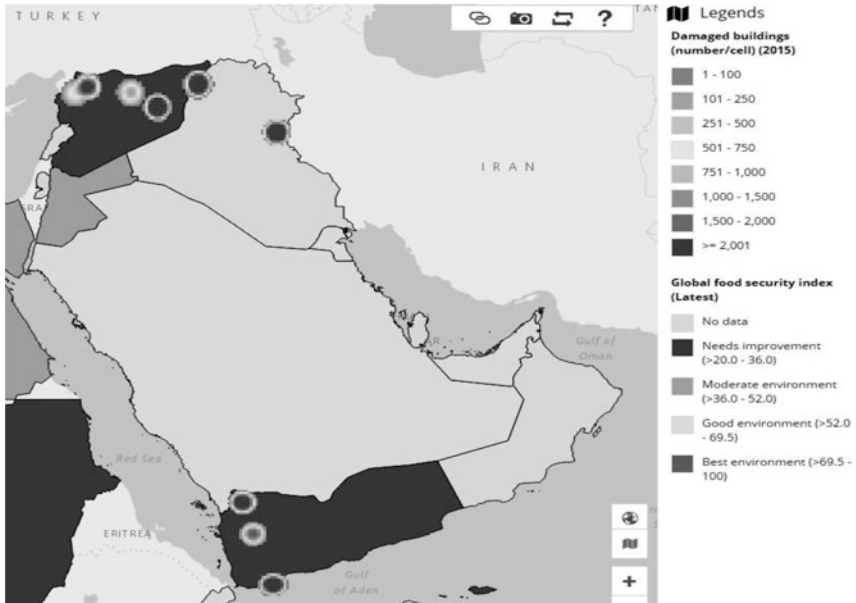 TURKEY
?
Legends
Damaged buildings
(number/cell) (2015)
1 - 100
101 - 250
251 - 500
501 - 750
751 - 1,000
1,000 - 1,500
1,500 - 2,000
>= 2,001
Global food security index
(Latest)
No data
Needs improvement
(>20.0 - 36.0)
Moderate environment
(>36.0 - 52.0)
Good environment (>52.0
- 69.5)
Best environment (>69.5 -
100)
IRAN
AR
Gulf of
Oman
Red Sea
ERITREA
Gulf
of Aden
+